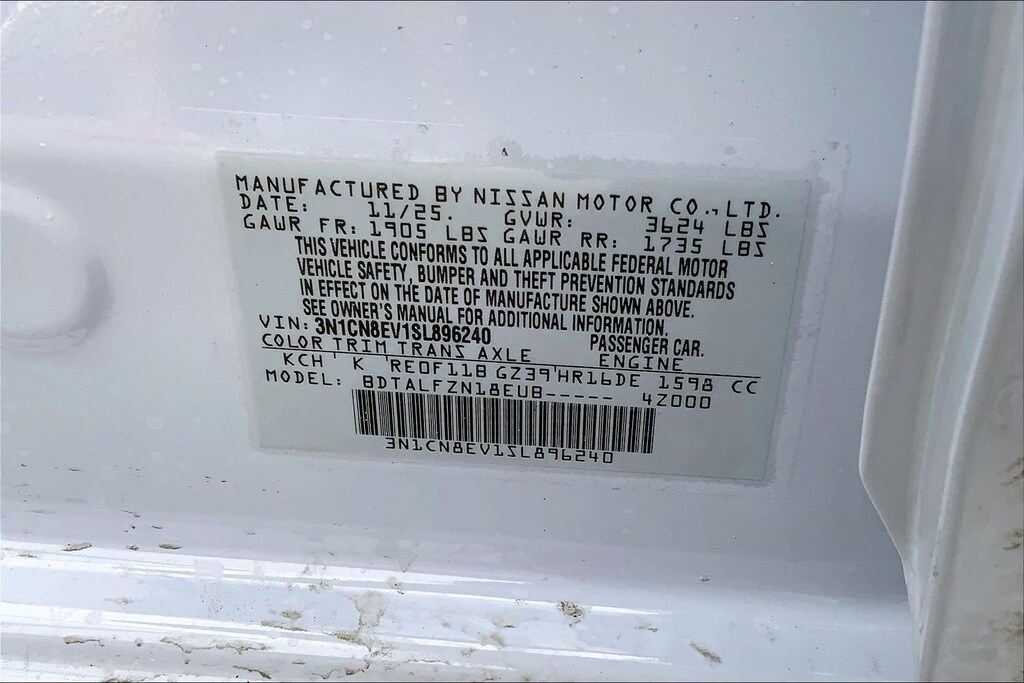 MANUFACTURED BY NISSAN MOTOR CO.,LTD.
DATE: 11/25. GVWR: 3624 LBS
GAWR FR: 1905 LBS GAWR RR: 1735 LBS
THIS VEHICLE CONFORMS TO ALL APPLICABLE FEDERAL MOTOR
VEHICLE SAFETY, BUMPER AND THEFT PREVENTION STANDARDS
IN EFFECT ON THE DATE OF MANUFACTURE SHOWN ABOVE.
SEE OWNER'S MANUAL FOR ADDITIONAL INFORMATION.
VIN: 3N1CN8EV1SL896240 PASSENGER CAR.
COLOR TRIM TRANS AXLE ENGINE
KCH ' K 'RE0F11B GZ39'HR16DE 1598 CC
MODEL: BDTALFZN18EUB----- 4Z000
3N1CN8EV1SL896240